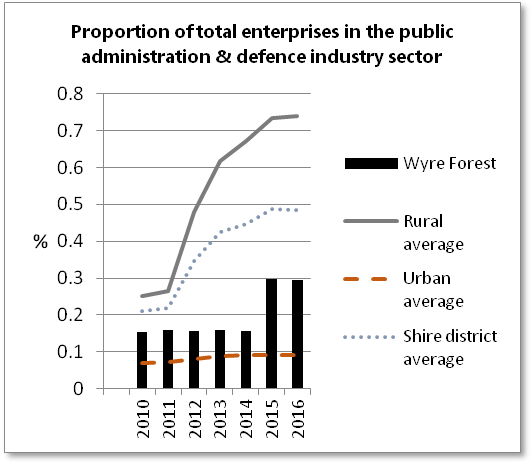 Proportion of total enterprises in the public
administration & defence industry sector
0.8
0.7
0.6
0.5
0.4
0.3
0.2
0.1
0
%
2010
2011
2012
2013
2014
2015
2016
Wyre Forest
Rural
average
Urban
average
Shire district
average